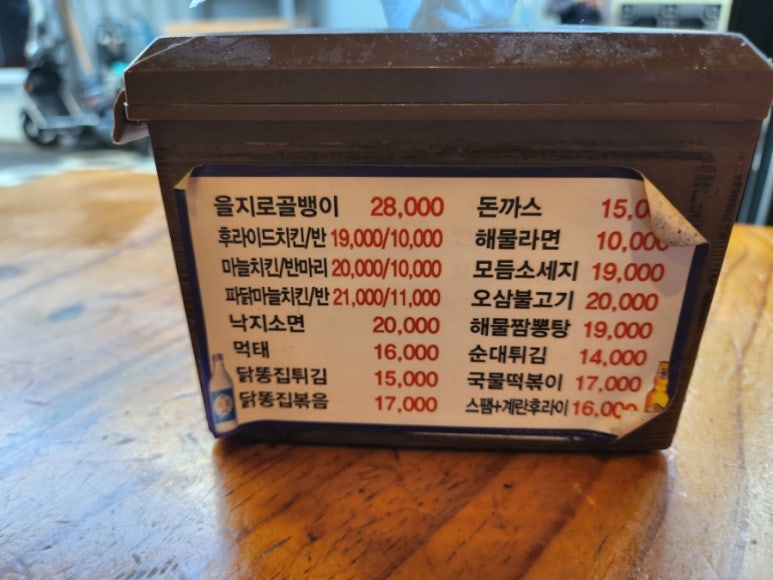 을지로골뱅이 28,000
후라이드치킨/반 19,000/10,000
마늘치킨/반마리 20,000/10,000
파닭마늘치킨/반 21,000/11,000
낙지소면 20,000
먹태 16,000
닭똥집튀김 15,000
닭똥집볶음 17,000
돈까스 15,0
해물라면 10,000
모듬소세지 19,000
오삼불고기 20,000
해물짬뽕탕 19,000
순대튀김 14,000
국물떡볶이 17,000
스팸+계란후라이 16,000